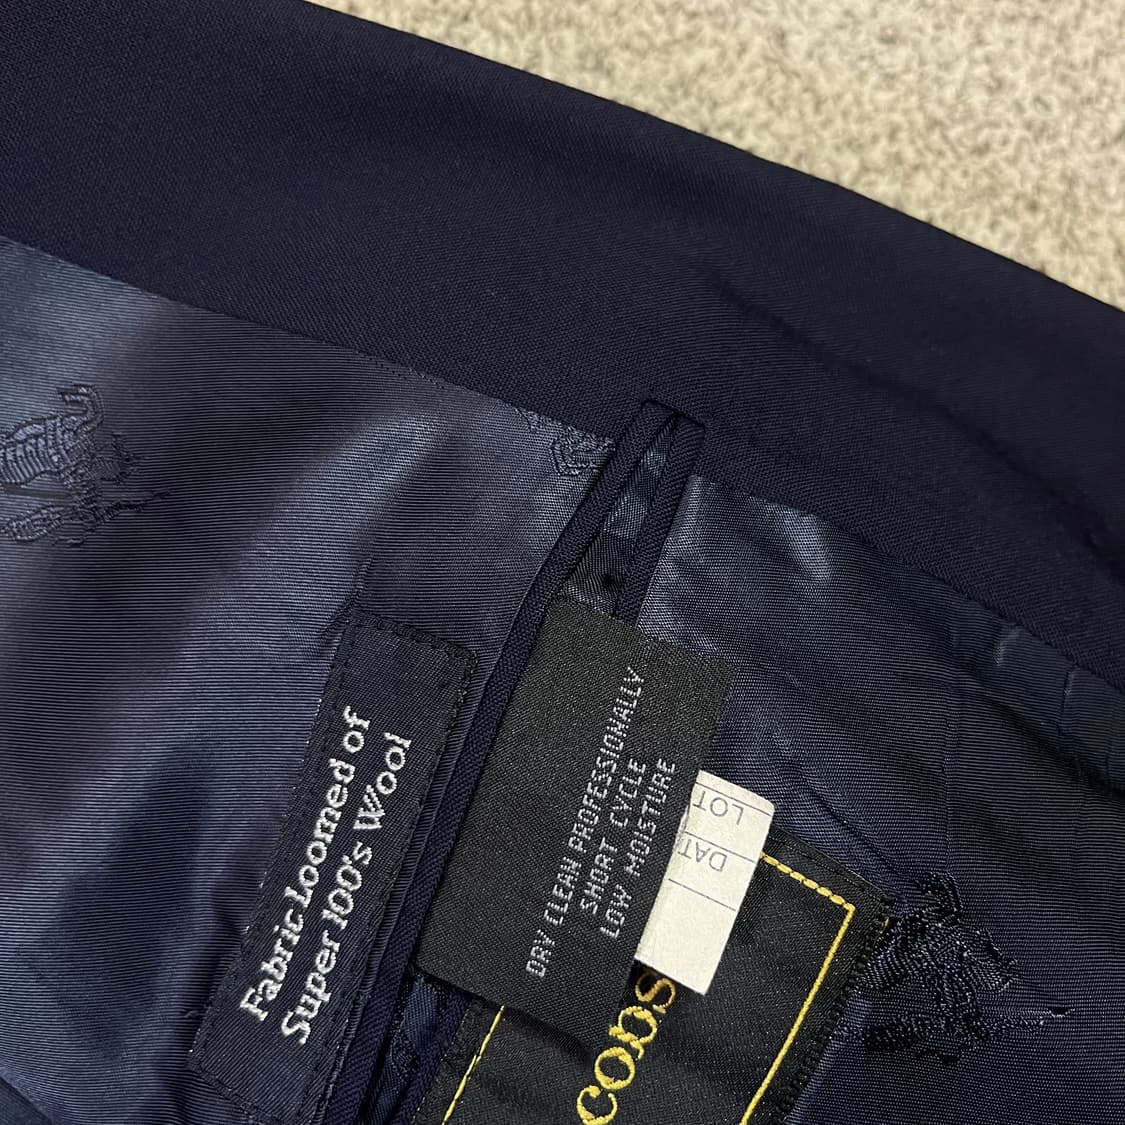 Fabric Loomed of
Super 100's Wool
DRY CLEAN PROFESSIONALLY
SHORT CYCLE
LOW MOISTURE
LOT
DAT
cobs